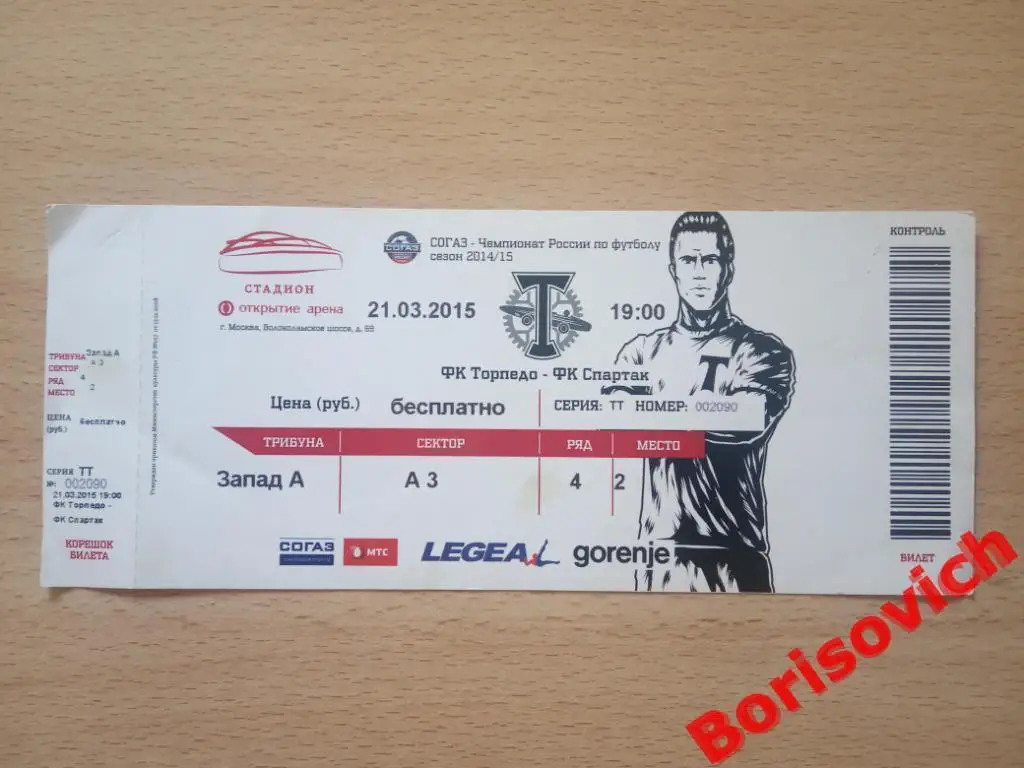 КОНТРОЛЬ
СОГАЗ
СОГАЗ - Чемпионат России по футболу
сезон 2014/15
СТАДИОН
открытие арена
г. Москва, Волоколамское шоссе, д. 69
21.03.2015
Т
19:00
Т
ФК Торпедо - ФК Спартак
Цена (руб.) бесплатно
СЕРИЯ: ТТ НОМЕР: 002090
ТРИБУНА СЕКТОР РЯД МЕСТО
Запад А А 3 4 2
СОГАЗ МТС LEGEA gorenje
БИЛЕТ
ТРИБУНА Запад А
СЕКТОР А 3
РЯД 4
МЕСТО 2
ЦЕНА бесплатно
(руб.)
СЕРИЯ ТТ
№: 002090
21.03.2015 19:00
ФК Торпедо -
ФК Спартак
КОРЕШОК
БИЛЕТА
Borisovich